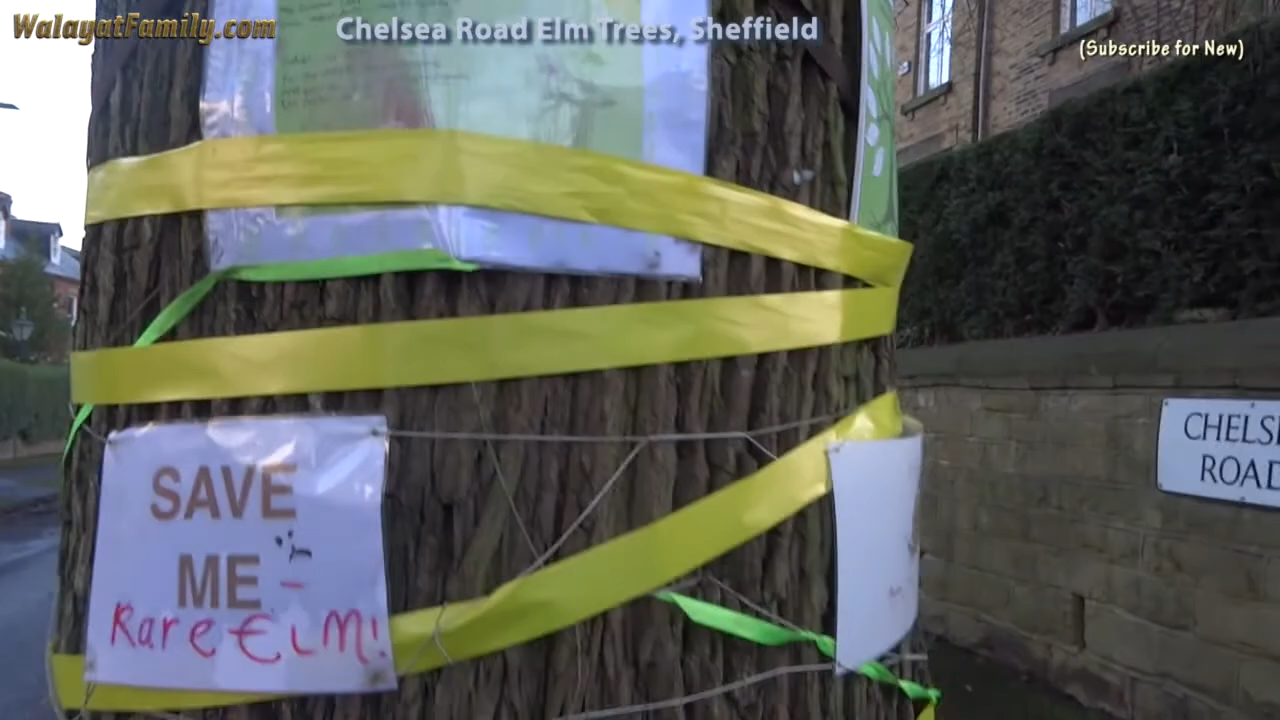 WalayatFamily.com
Chelsea Road Elm Trees, Sheffield
(Subscribe for New)
SAVE
ME -
Rare ELM!
CHELS
ROAD